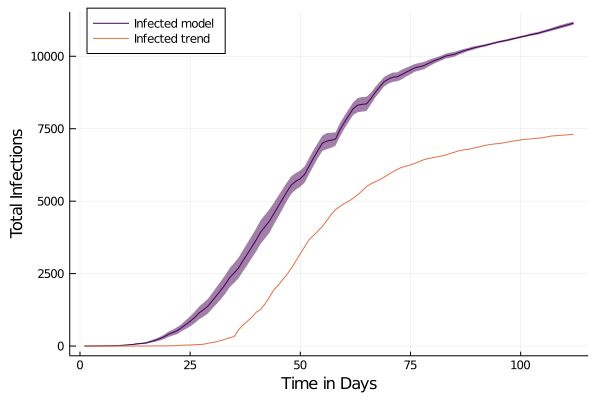 Infected model
Infected trend
Total Infections
10000
7500
5000
2500
0
0 25 50 75 100
Time in Days